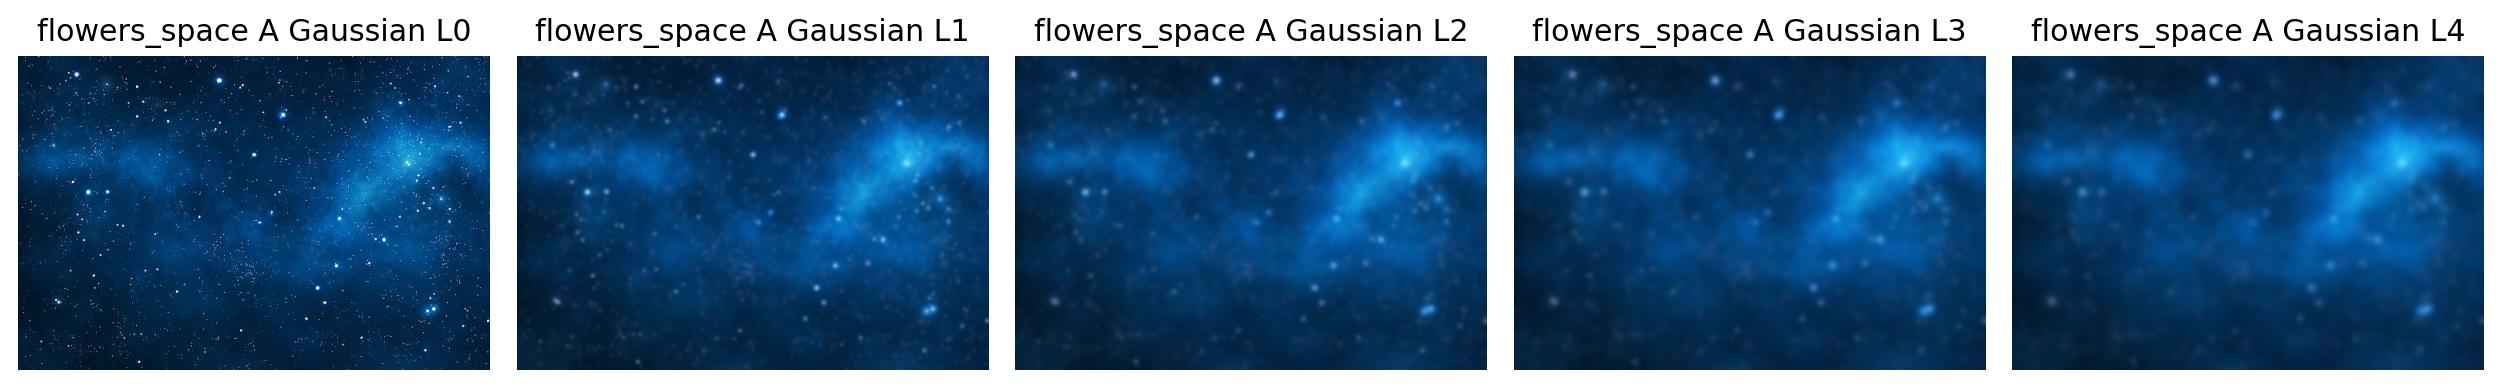 flowers_space A Gaussian L0
flowers_space A Gaussian L1
flowers_space A Gaussian L2
flowers_space A Gaussian L3
flowers_space A Gaussian L4